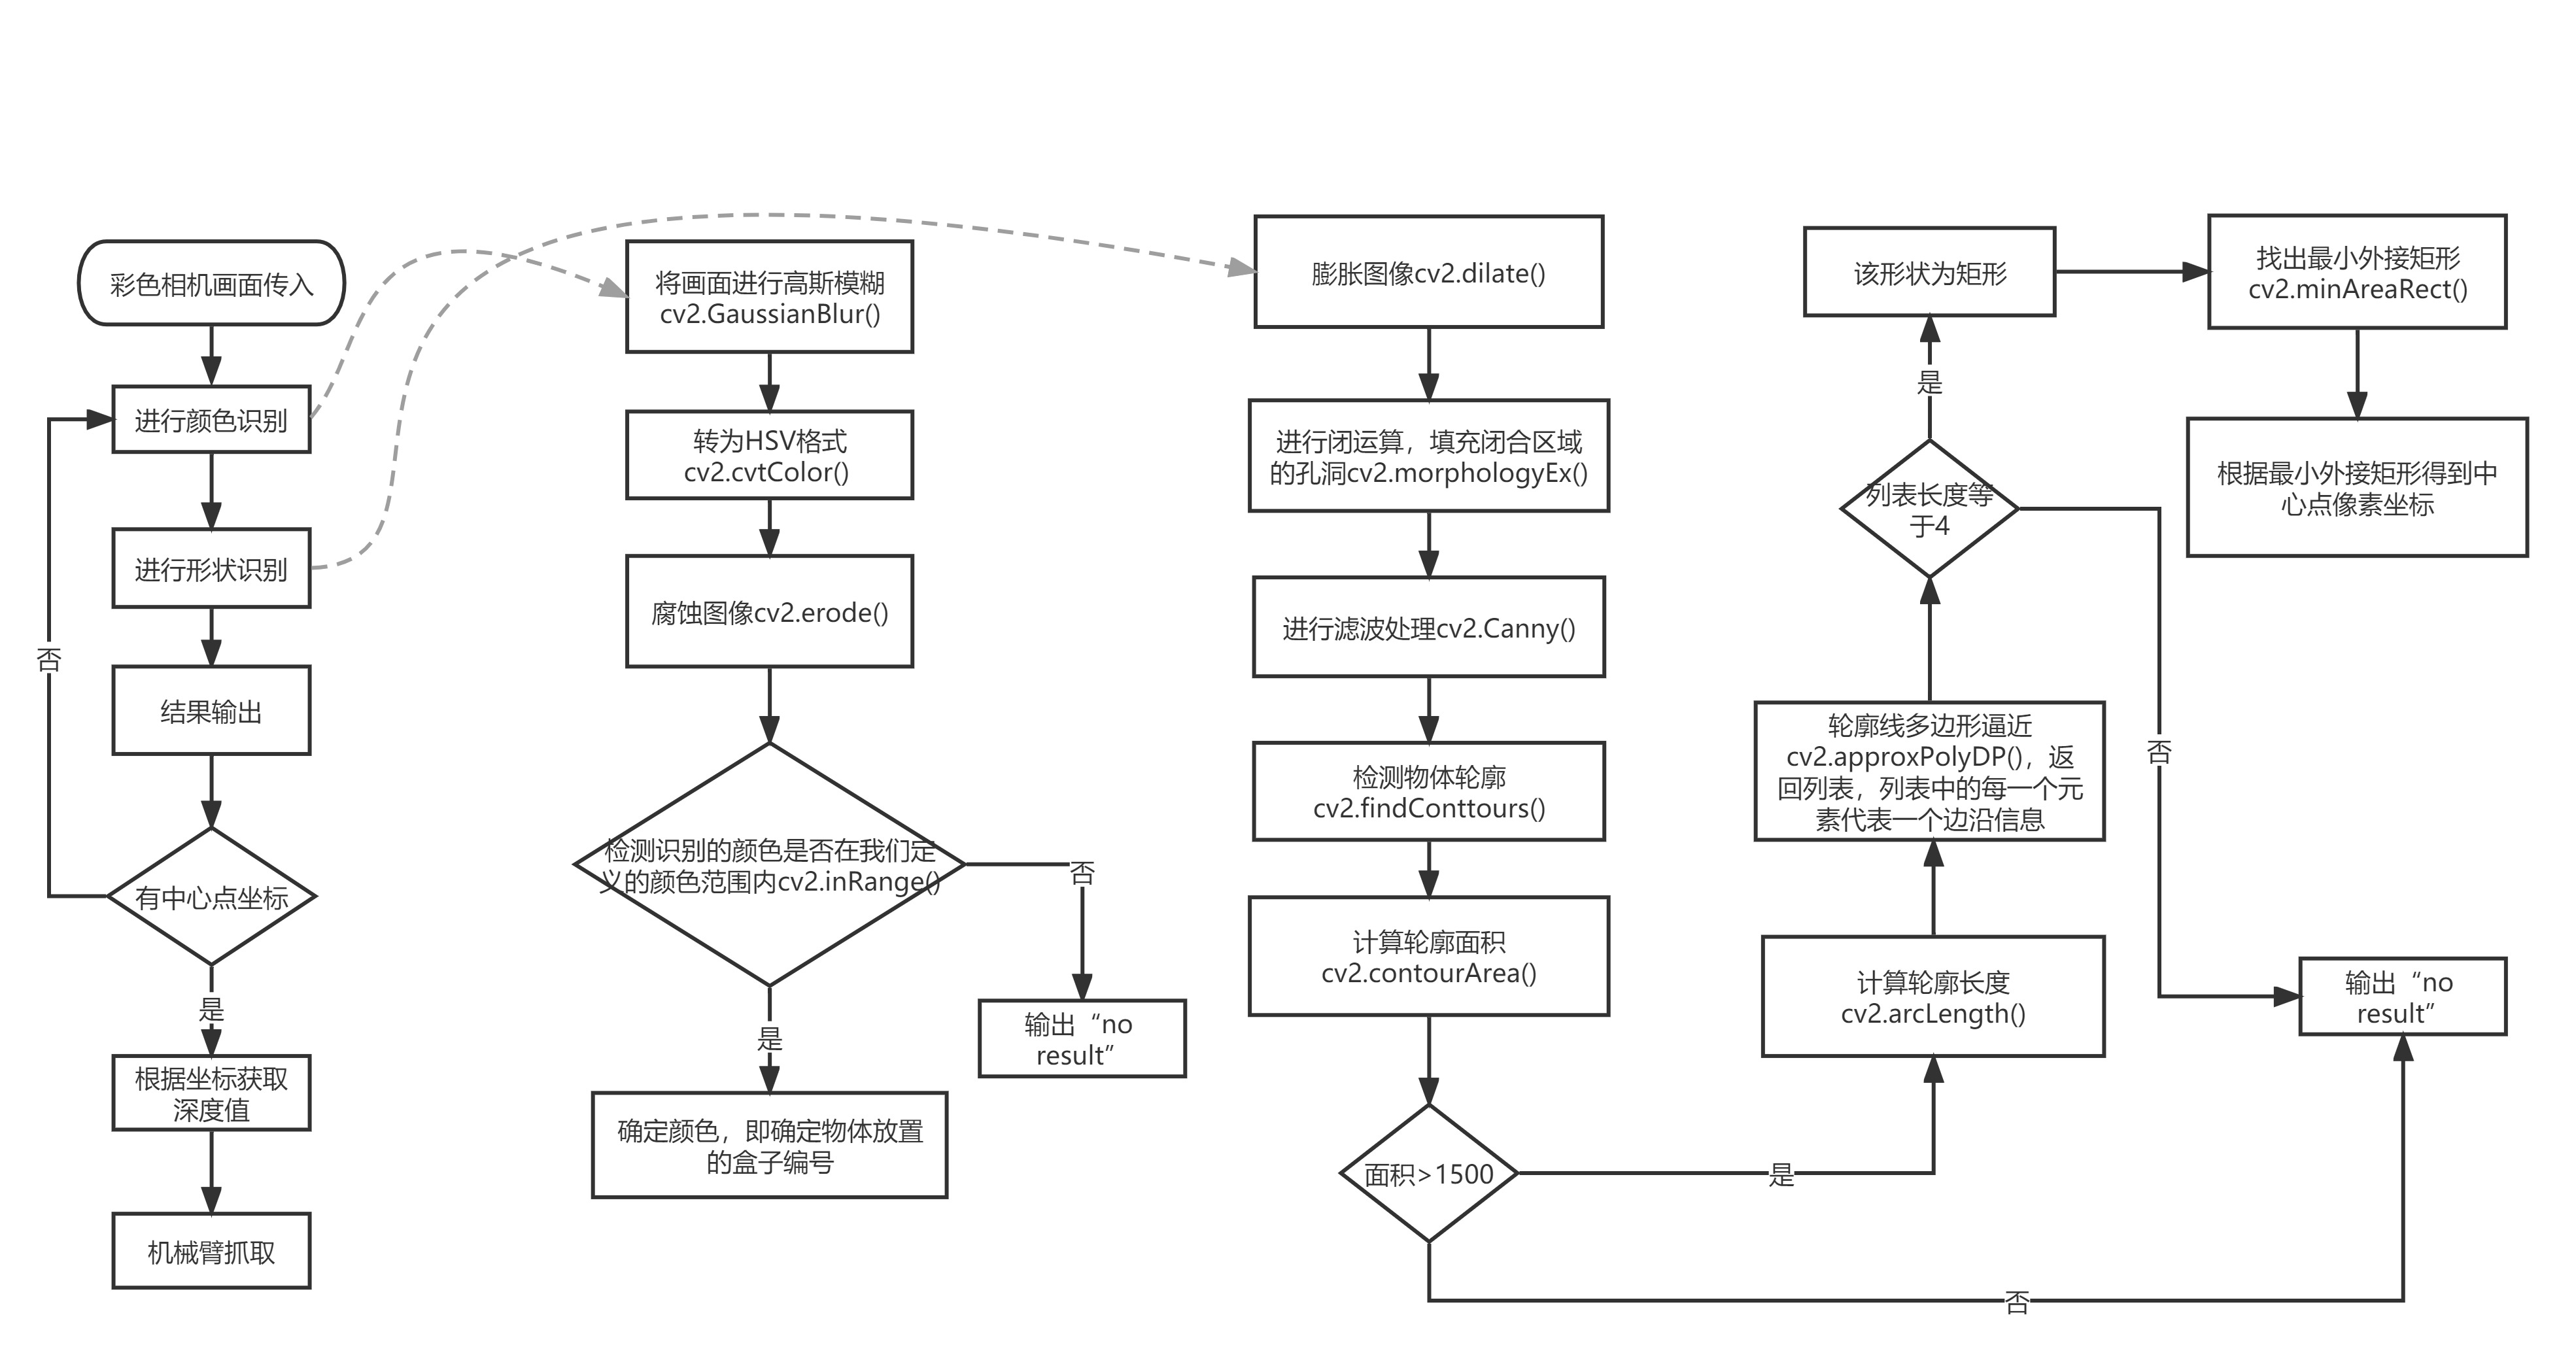 彩色相机画面传入
进行颜色识别
进行形状识别
结果输出
有中心点坐标
否
是
根据坐标获取
深度值
机械臂抓取
将画面进行高斯模糊
cv2.GaussianBlur()
转为HSV格式
cv2.cvtColor()
腐蚀图像cv2.erode()
检测识别的颜色是否在我们定
义的颜色范围内cv2.inRange()
否
输出“no
result”
是
确定颜色，即确定物体放置
的盒子编号
膨胀图像cv2.dilate()
进行闭运算，填充闭合区域
的孔洞cv2.morphologyEx()
进行滤波处理cv2.Canny()
检测物体轮廓
cv2.findConttours()
计算轮廓面积
cv2.contourArea()
面积>1500
是
否
计算轮廓长度
cv2.arcLength()
轮廓线多边形逼近
cv2.approxPolyDP()，返
回列表，列表中的每一个元
素代表一个边沿信息
列表长度等
于4
是
否
该形状为矩形
找出最小外接矩形
cv2.minAreaRect()
根据最小外接矩形得到中
心点像素坐标
输出“no
result”